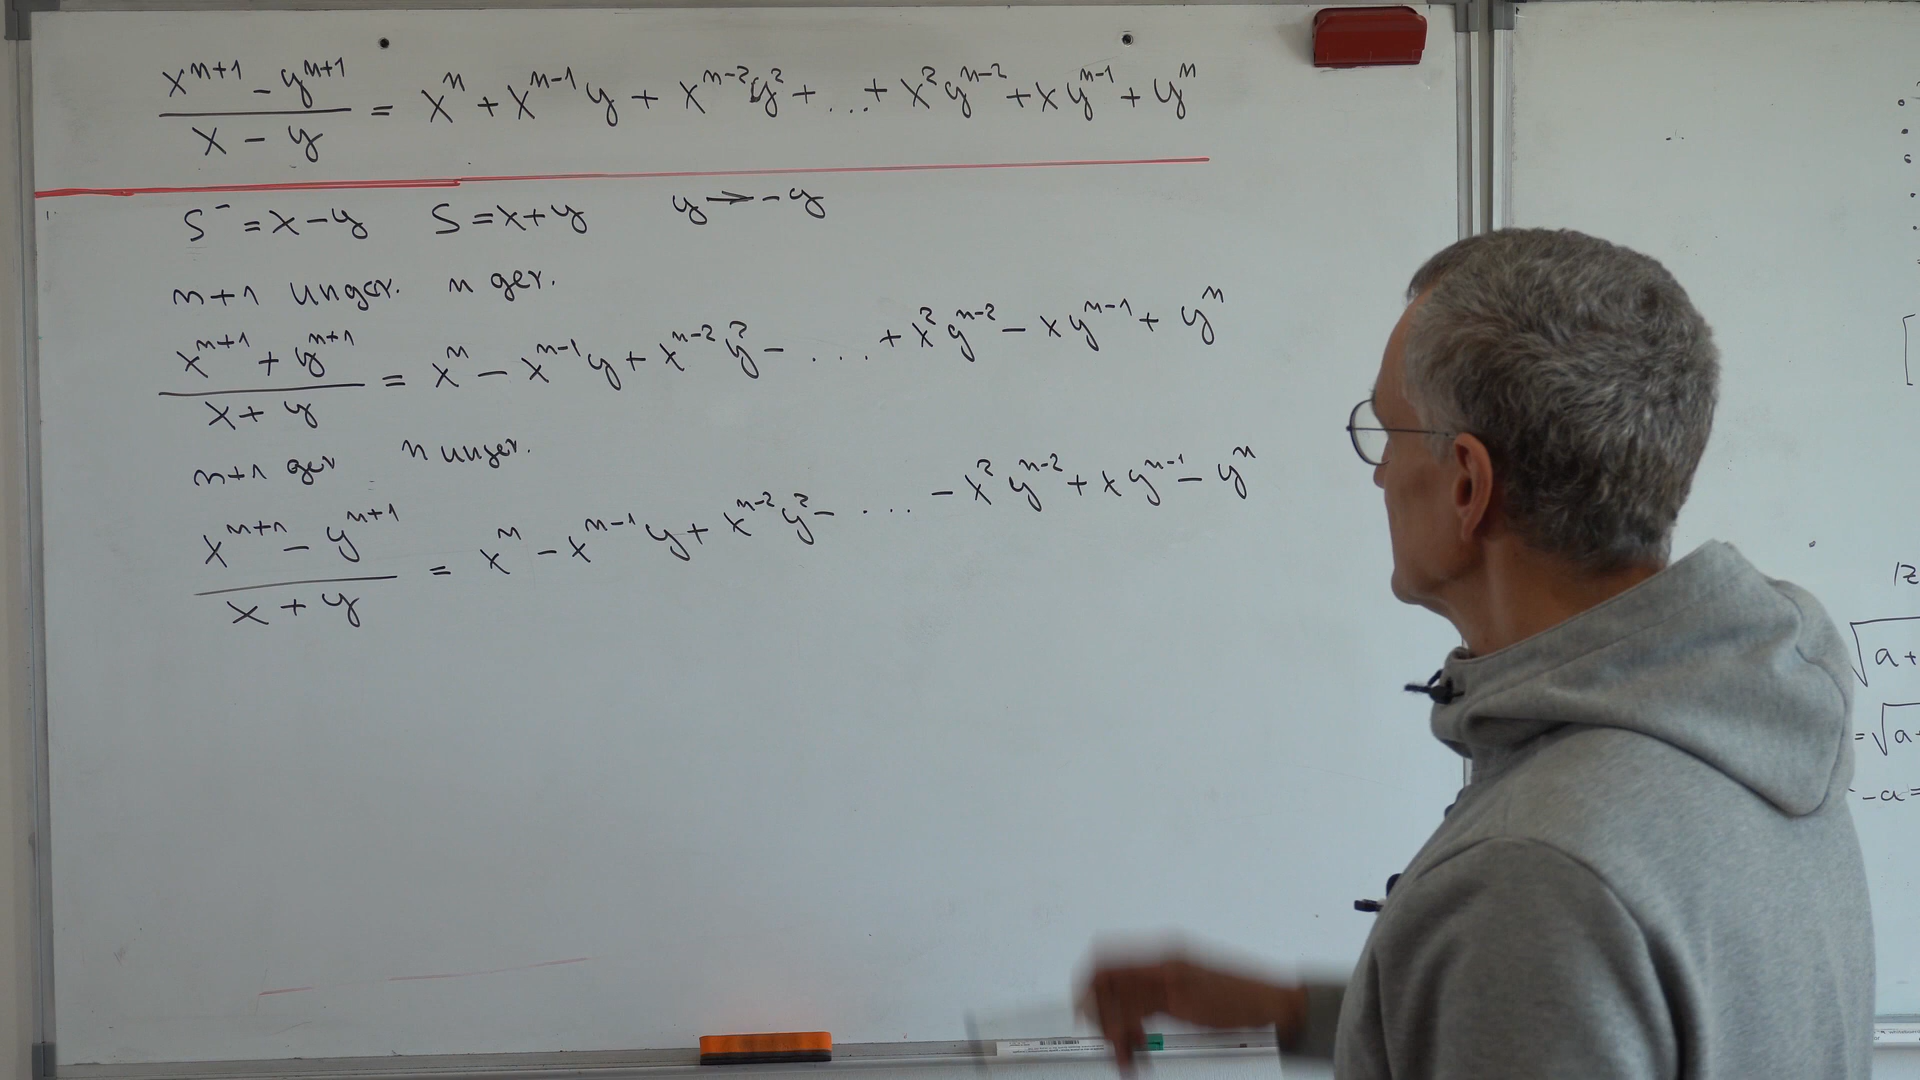 (x^{n+1} - y^{n+1})/(x - y) = x^n + x^{n-1}y + x^{n-2}y^2 + ... + x^2y^{n-2} + xy^{n-1} + y^n
S^- = x - y   S = x + y   y → -y
n+1 unger.   n ger.
(x^{n+1} + y^{n+1})/(x + y) = x^n - x^{n-1}y + x^{n-2}y^2 - .... + x^2y^{n-2} - xy^{n-1} + y^n
n+1 ger   n unger.
(x^{n+1} - y^{n+1})/(x + y) = x^n - x^{n-1}y + x^{n-2}y^2 - .... - x^2y^{n-2} + xy^{n-1} - y^n
√a+
=√a+
-a=